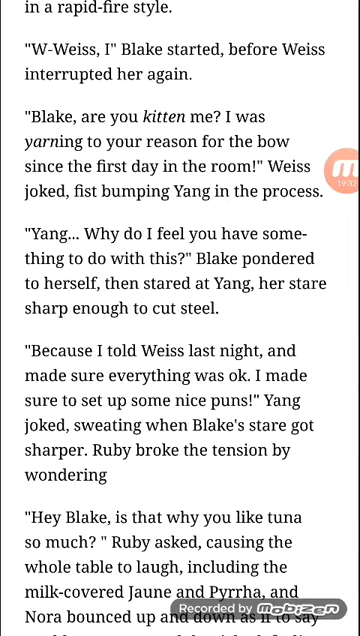 in a rapid-fire style.
"W-Weiss, I" Blake started, before Weiss
interrupted her again.
"Blake, are you kitten me? I was
yarning to your reason for the bow
since the first day in the room!" Weiss
joked, fist bumping Yang in the process.
19:32
"Yang... Why do I feel you have some-
thing to do with this?" Blake pondered
to herself, then stared at Yang, her stare
sharp enough to cut steel.
"Because I told Weiss last night, and
made sure everything was ok. I made
sure to set up some nice puns!" Yang
joked, sweating when Blake's stare got
sharper. Ruby broke the tension by
wondering
"Hey Blake, is that why you like tuna
so much? " Ruby asked, causing the
whole table to laugh, including the
milk-covered Jaune and Pyrrha, and
Nora bounced up and down as if to say
Recorded by Mobizen